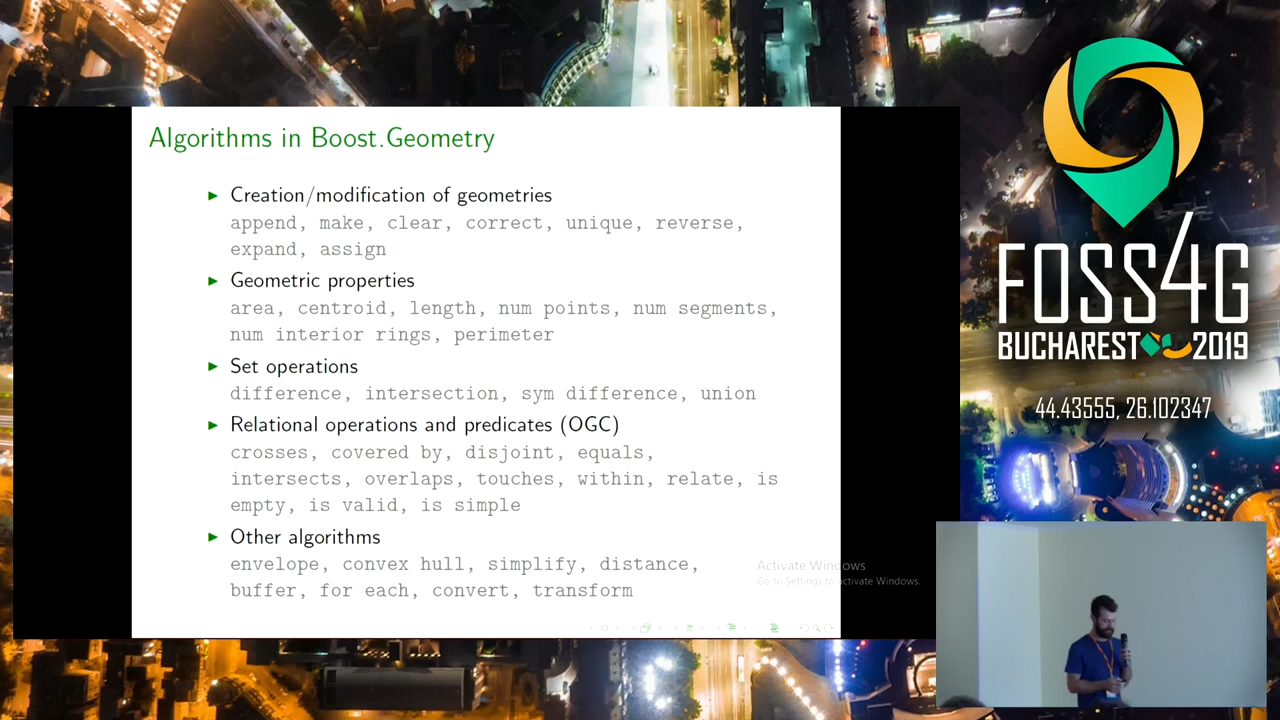 Algorithms in Boost.Geometry
Creation/modification of geometries
append, make, clear, correct, unique, reverse,
expand, assign
Geometric properties
area, centroid, length, num points, num segments,
num interior rings, perimeter
Set operations
difference, intersection, sym difference, union
Relational operations and predicates (OGC)
crosses, covered by, disjoint, equals,
intersects, overlaps, touches, within, relate, is
empty, is valid, is simple
Other algorithms
envelope, convex hull, simplify, distance,
buffer, for each, convert, transform
Activate Windows
Go to Settings to activate Windows.
FOSS4G
BUCHAREST 2019
44.43555, 26.102347